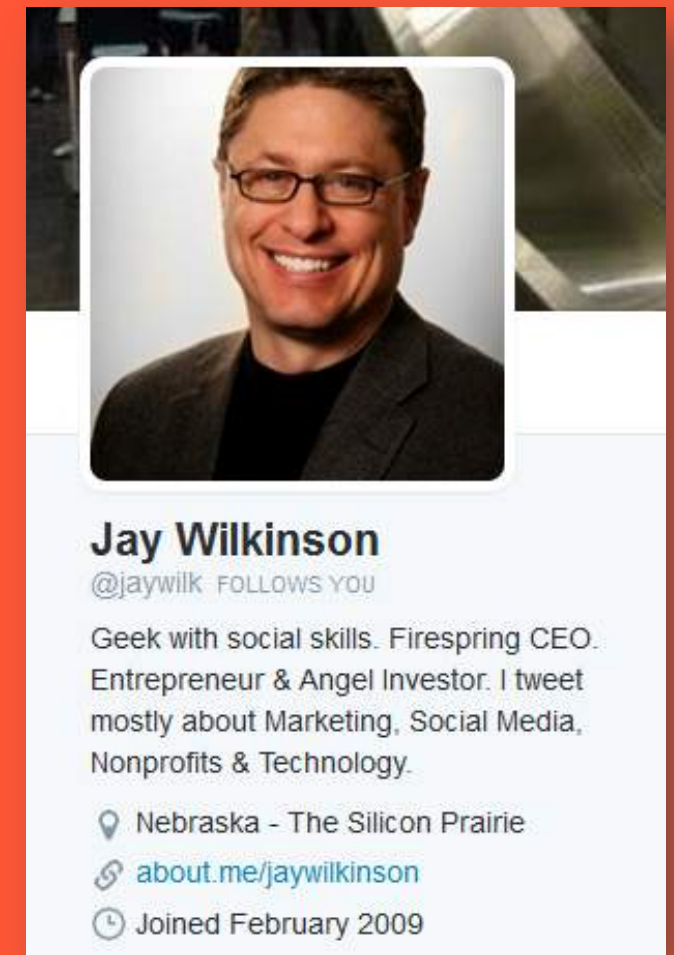 Jay Wilkinson
@jaywilk FOLLOWS YOU
Geek with social skills. Firespring CEO.
Entrepreneur & Angel Investor. I tweet
mostly about Marketing, Social Media,
Nonprofits & Technology.
Nebraska - The Silicon Prairie
about.me/jaywilkinson
Joined February 2009